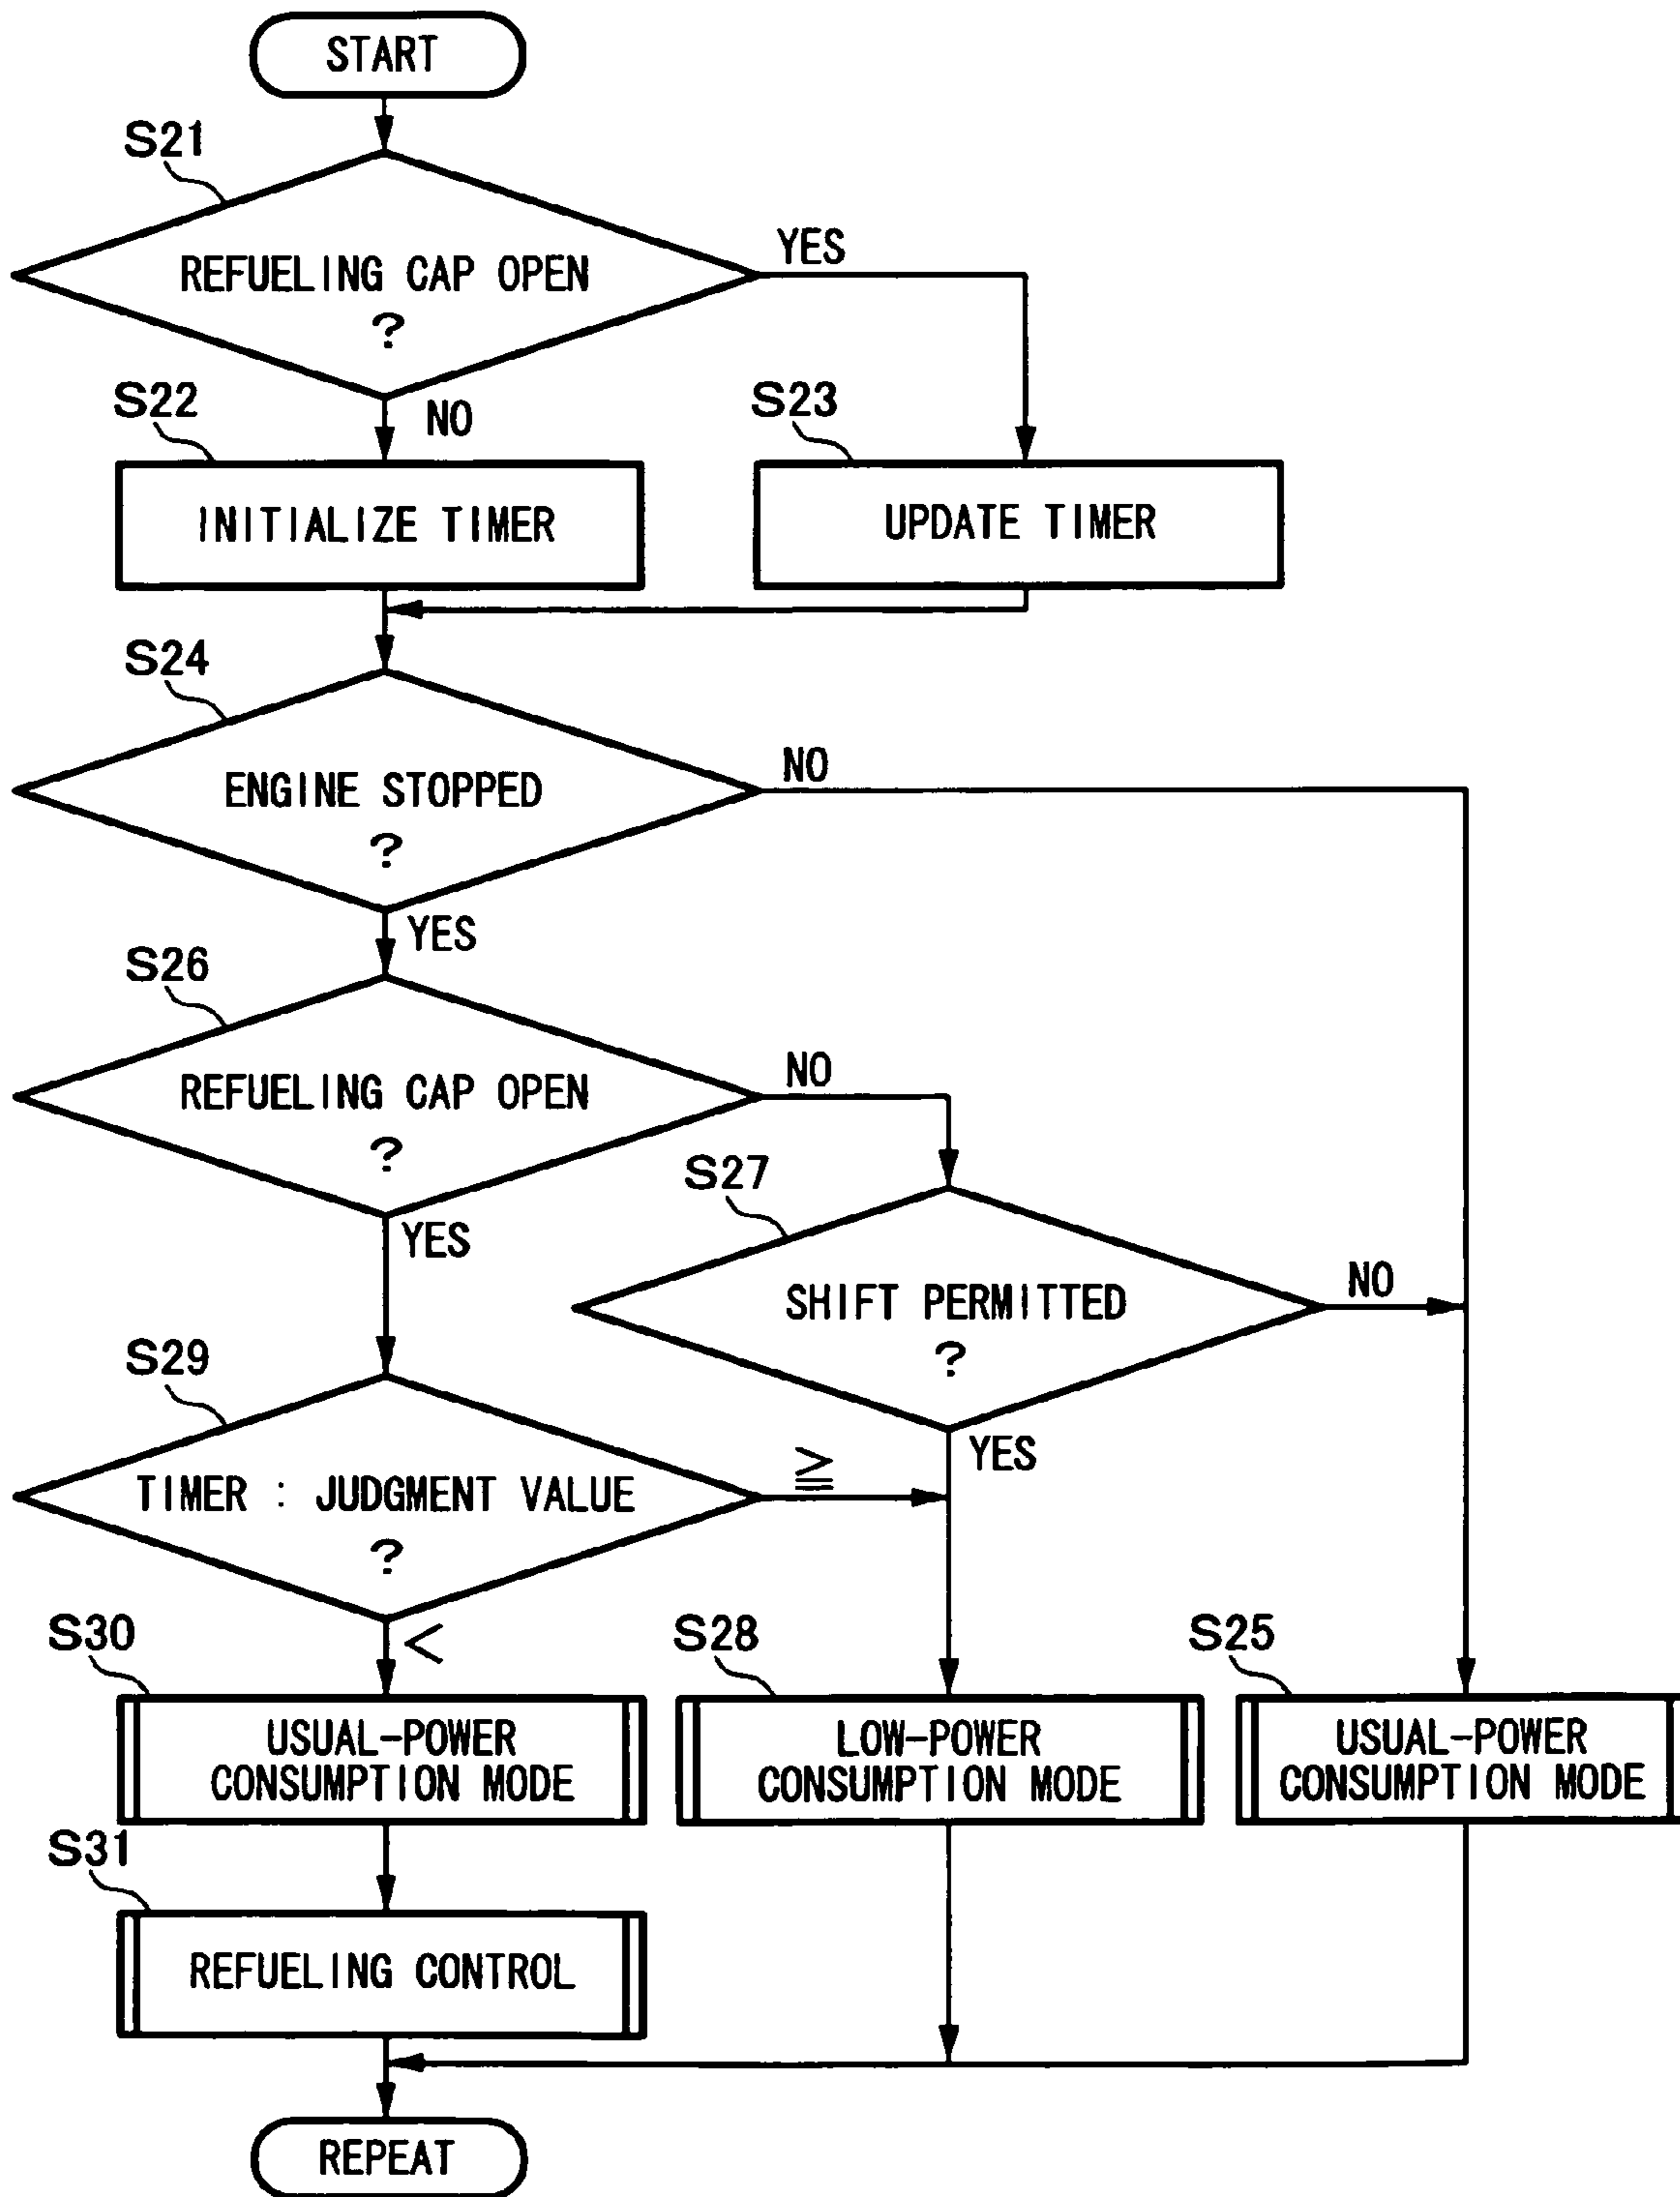 START
S21
REFUELING CAP OPEN
?
YES
NO
S22
INITIALIZE TIMER
S23
UPDATE TIMER
S24
ENGINE STOPPED
?
NO
YES
S26
REFUELING CAP OPEN
?
NO
YES
S27
SHIFT PERMITTED
?
NO
YES
S29
TIMER : JUDGMENT VALUE
?
≧
<
S30
USUAL-POWER
CONSUMPTION MODE
S28
LOW-POWER
CONSUMPTION MODE
S25
USUAL-POWER
CONSUMPTION MODE
S31
REFUELING CONTROL
REPEAT